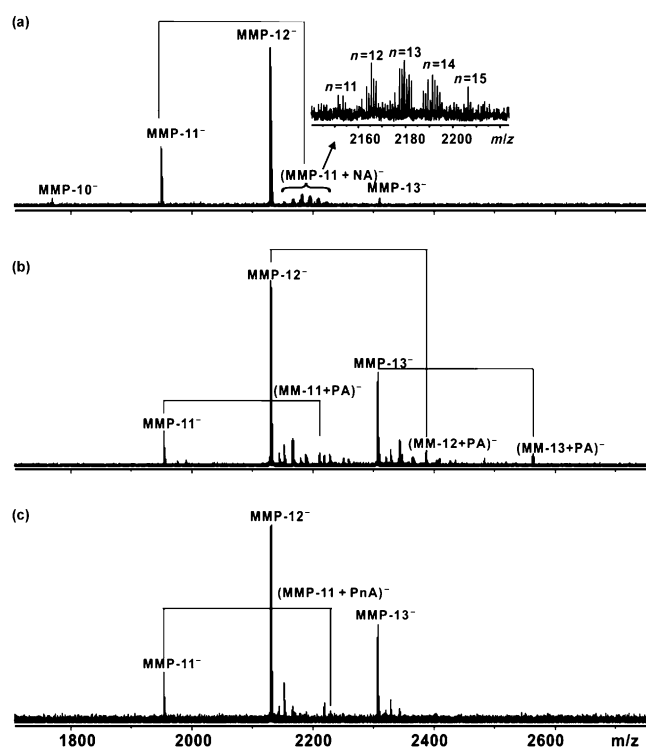 (a)
MMP-12⁻
n=12 n=13
n=11 n=14
n=15
MMP-11⁻
2160 2180 2200 m/z
(MMP-11 + NA)⁻
MMP-10⁻
MMP-13⁻
(b)
MMP-12⁻
MMP-13⁻
(MM-11+PA)⁻
MMP-11⁻
(MM-12+PA)⁻
(MM-13+PA)⁻
(c)
MMP-12⁻
(MMP-11 + PnA)⁻
MMP-13⁻
MMP-11⁻
1800 2000 2200 2400 2600 m/z